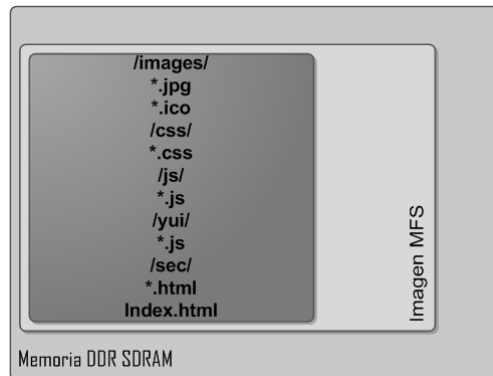 /images/
*.jpg
*.ico
/css/
*.css
/js/
*.js
/yui/
*.js
/sec/
*.html
Index.html
Imagen MFS
Memoria DDR SDRAM